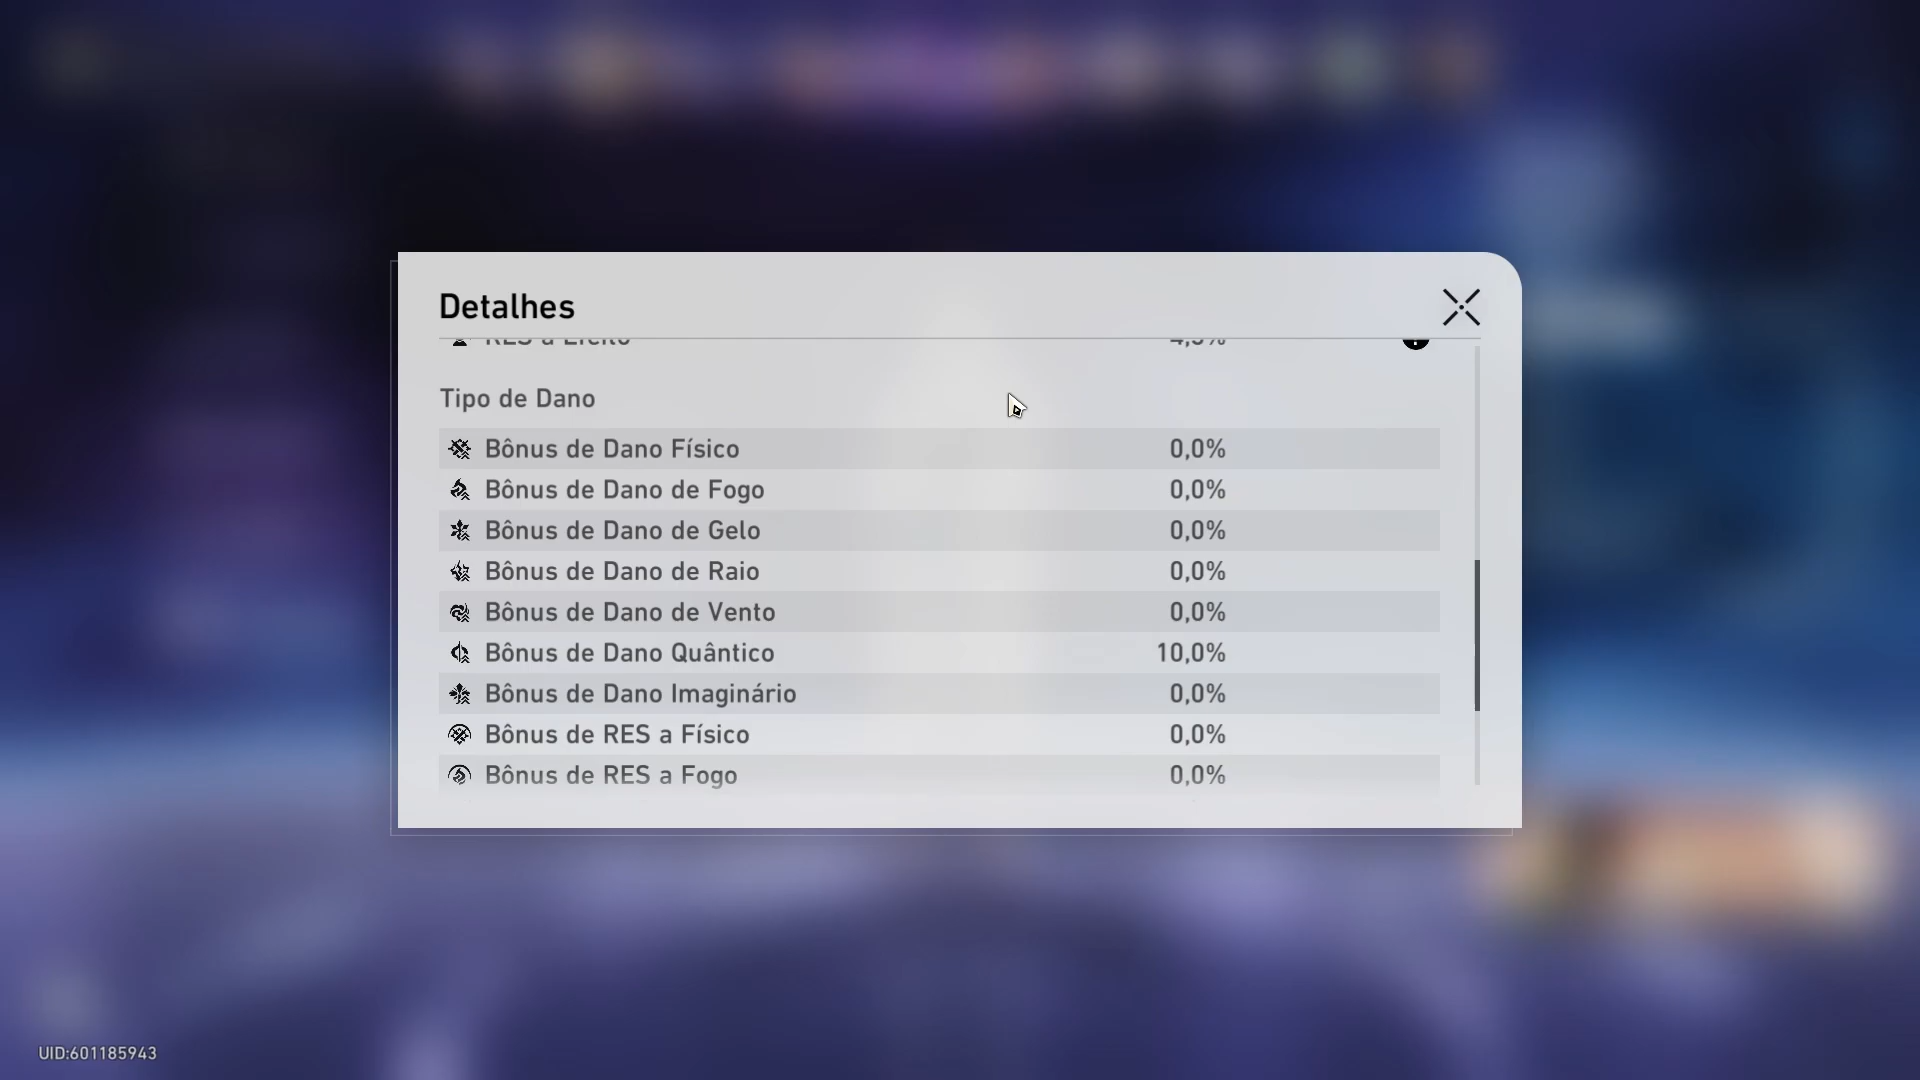 Detalhes
RES a Efeito
Tipo de Dano
Bônus de Dano Físico 0,0%
Bônus de Dano de Fogo 0,0%
Bônus de Dano de Gelo 0,0%
Bônus de Dano de Raio 0,0%
Bônus de Dano de Vento 0,0%
Bônus de Dano Quântico 10,0%
Bônus de Dano Imaginário 0,0%
Bônus de RES a Físico 0,0%
Bônus de RES a Fogo 0,0%
UID:601185943